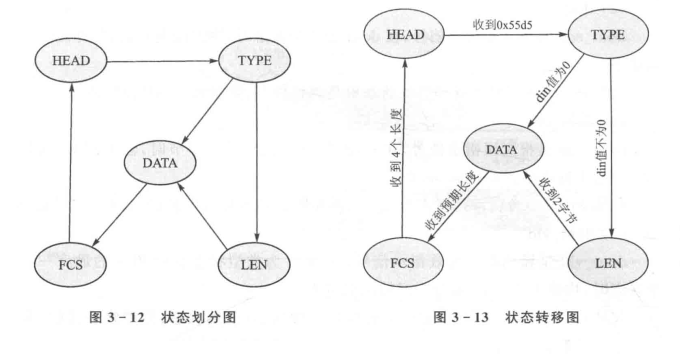 HEAD
TYPE
DATA
FCS
LEN
图 3-12 状态划分图
HEAD
收到0x55d5
TYPE
din值为0
收到4个长度
din值不为0
DATA
收到预期长度
收到2字节
FCS
LEN
图 3-13 状态转移图